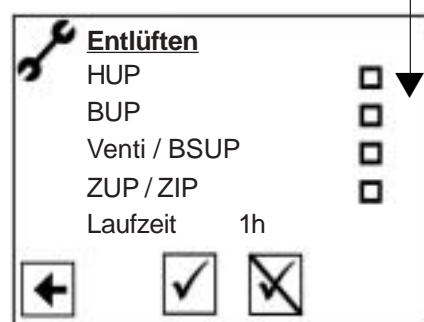 Entlüften
HUP
BUP
Venti / BSUP
ZUP / ZIP
Laufzeit 1h